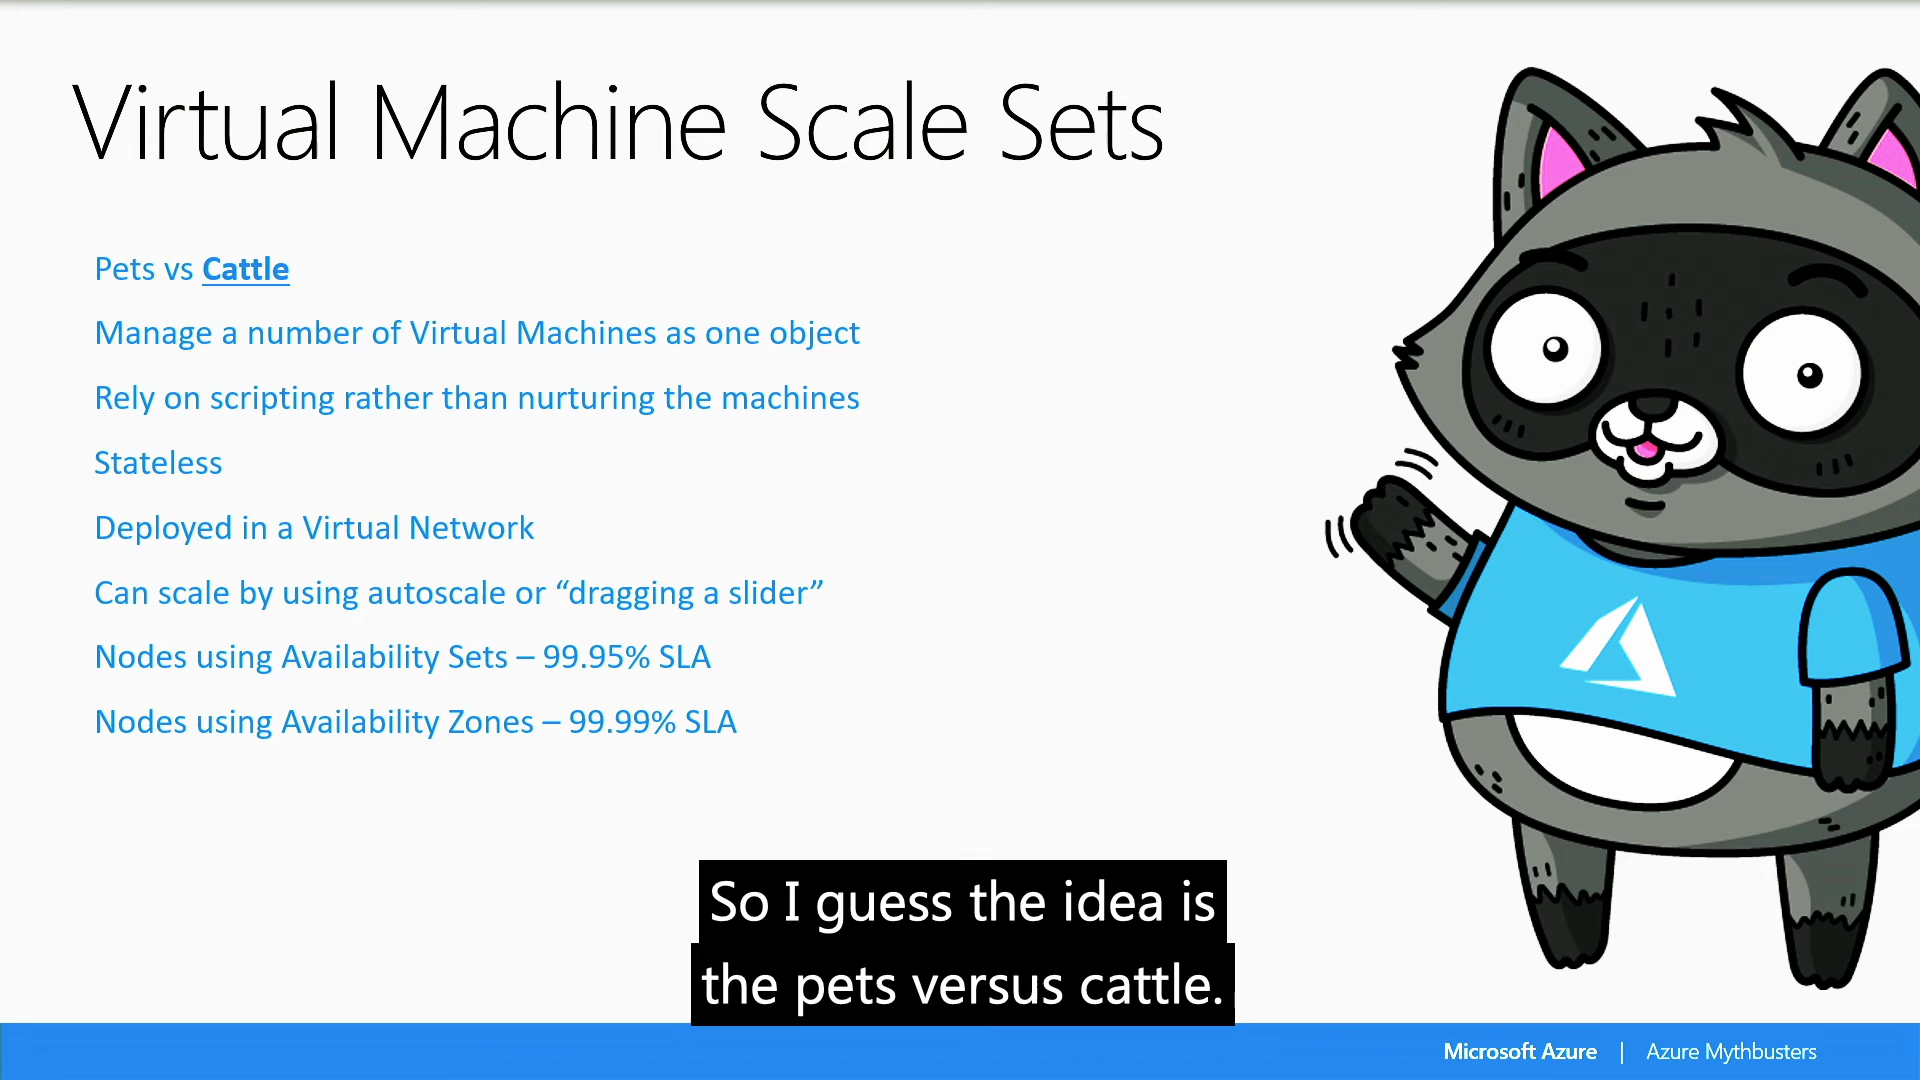 Virtual Machine Scale Sets
Pets vs Cattle
Manage a number of Virtual Machines as one object
Rely on scripting rather than nurturing the machines
Stateless
Deployed in a Virtual Network
Can scale by using autoscale or “dragging a slider”
Nodes using Availability Sets – 99.95% SLA
Nodes using Availability Zones – 99.99% SLA
So I guess the idea is
the pets versus cattle.
Microsoft Azure | Azure Mythbusters